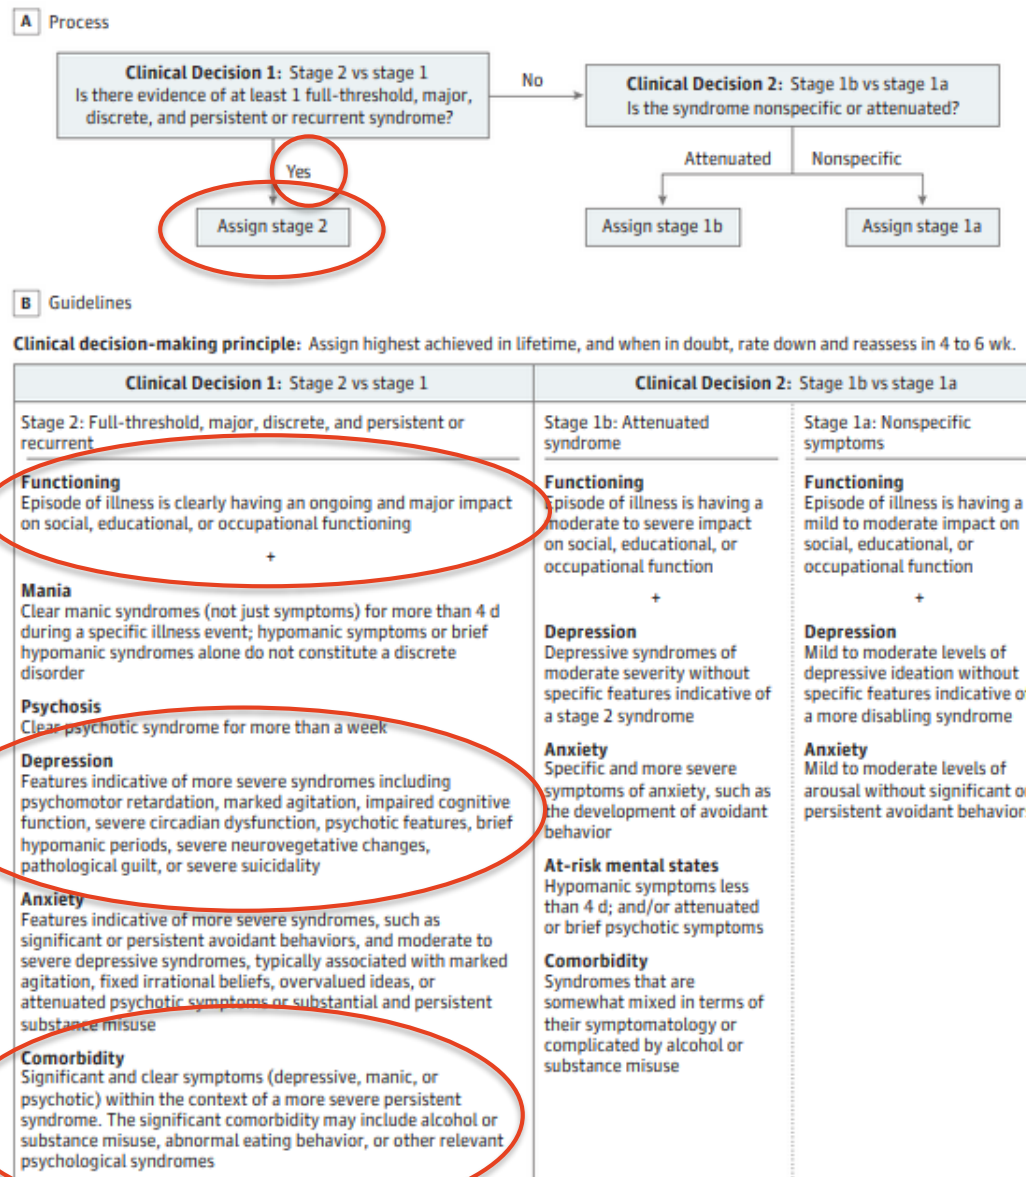 A Process
Clinical Decision 1: Stage 2 vs stage 1
Is there evidence of at least 1 full-threshold, major,
discrete, and persistent or recurrent syndrome?
No
Clinical Decision 2: Stage 1b vs stage 1a
Is the syndrome nonspecific or attenuated?
Yes
Attenuated
Nonspecific
Assign stage 2
Assign stage 1b
Assign stage 1a
B Guidelines
Clinical decision-making principle: Assign highest achieved in lifetime, and when in doubt, rate down and reassess in 4 to 6 wk.
Clinical Decision 1: Stage 2 vs stage 1
Stage 2: Full-threshold, major, discrete, and persistent or
recurrent
Functioning
Episode of illness is clearly having an ongoing and major impact
on social, educational, or occupational functioning
+
Mania
Clear manic syndromes (not just symptoms) for more than 4 d
during a specific illness event; hypomanic symptoms or brief
hypomanic syndromes alone do not constitute a discrete
disorder
Psychosis
Clear psychotic syndrome for more than a week
Depression
Features indicative of more severe syndromes including
psychomotor retardation, marked agitation, impaired cognitive
function, severe circadian dysfunction, psychotic features, brief
hypomanic periods, severe neurovegetative changes,
pathological guilt, or severe suicidality
Anxiety
Features indicative of more severe syndromes, such as
significant or persistent avoidant behaviors, and moderate to
severe depressive syndromes, typically associated with marked
agitation, fixed irrational beliefs, overvalued ideas, or
attenuated psychotic symptoms or substantial and persistent
substance misuse
Comorbidity
Significant and clear symptoms (depressive, manic, or
psychotic) within the context of a more severe persistent
syndrome. The significant comorbidity may include alcohol or
substance misuse, abnormal eating behavior, or other relevant
psychological syndromes
Clinical Decision 2: Stage 1b vs stage 1a
Stage 1b: Attenuated
syndrome
Functioning
Episode of illness is having a
moderate to severe impact
on social, educational, or
occupational function
+
Depression
Depressive syndromes of
moderate severity without
specific features indicative of
a stage 2 syndrome
Anxiety
Specific and more severe
symptoms of anxiety, such as
the development of avoidant
behavior
At-risk mental states
Hypomanic symptoms less
than 4 d; and/or attenuated
or brief psychotic symptoms
Comorbidity
Syndromes that are
somewhat mixed in terms of
their symptomatology or
complicated by alcohol or
substance misuse
Stage 1a: Nonspecific
symptoms
Functioning
Episode of illness is having a
mild to moderate impact on
social, educational, or
occupational function
+
Depression
Mild to moderate levels of
depressive ideation without
specific features indicative
a more disabling syndrome
Anxiety
Mild to moderate levels of
arousal without significant
persistent avoidant behavior